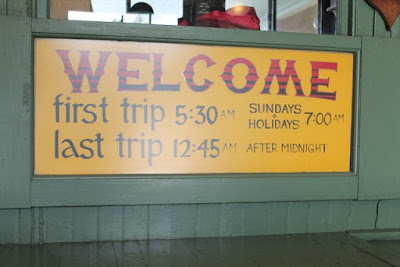 WELCOME
first trip 5:30 AM SUNDAYS + HOLIDAYS 7:00 AM
last trip 12:45 AM AFTER MIDNIGHT